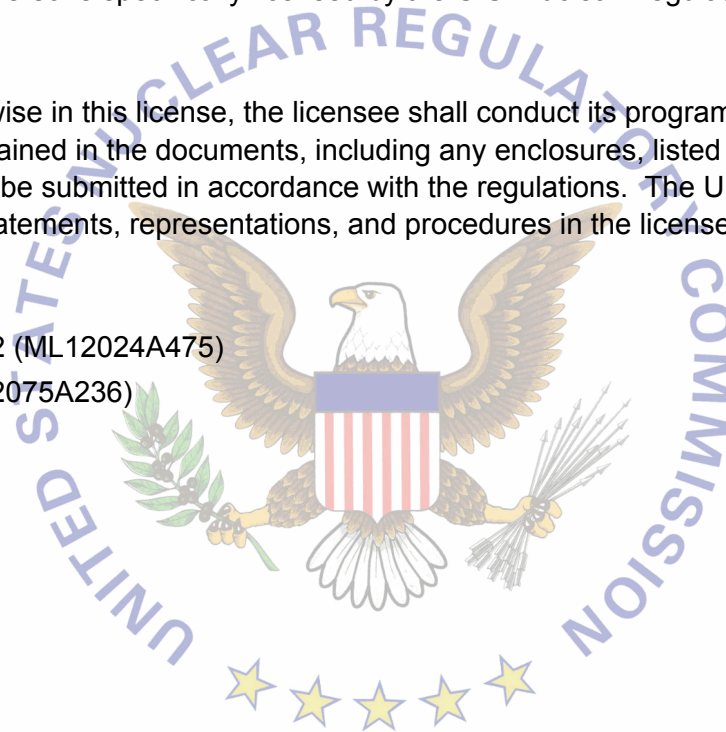 wise in this license, the licensee shall conduct its program
ained in the documents, including any enclosures, listed
be submitted in accordance with the regulations. The U
atements, representations, and procedures in the license
2 (ML12024A475)
2075A236)
UNITED STATES NUCLEAR REGULATORY COMMISSION